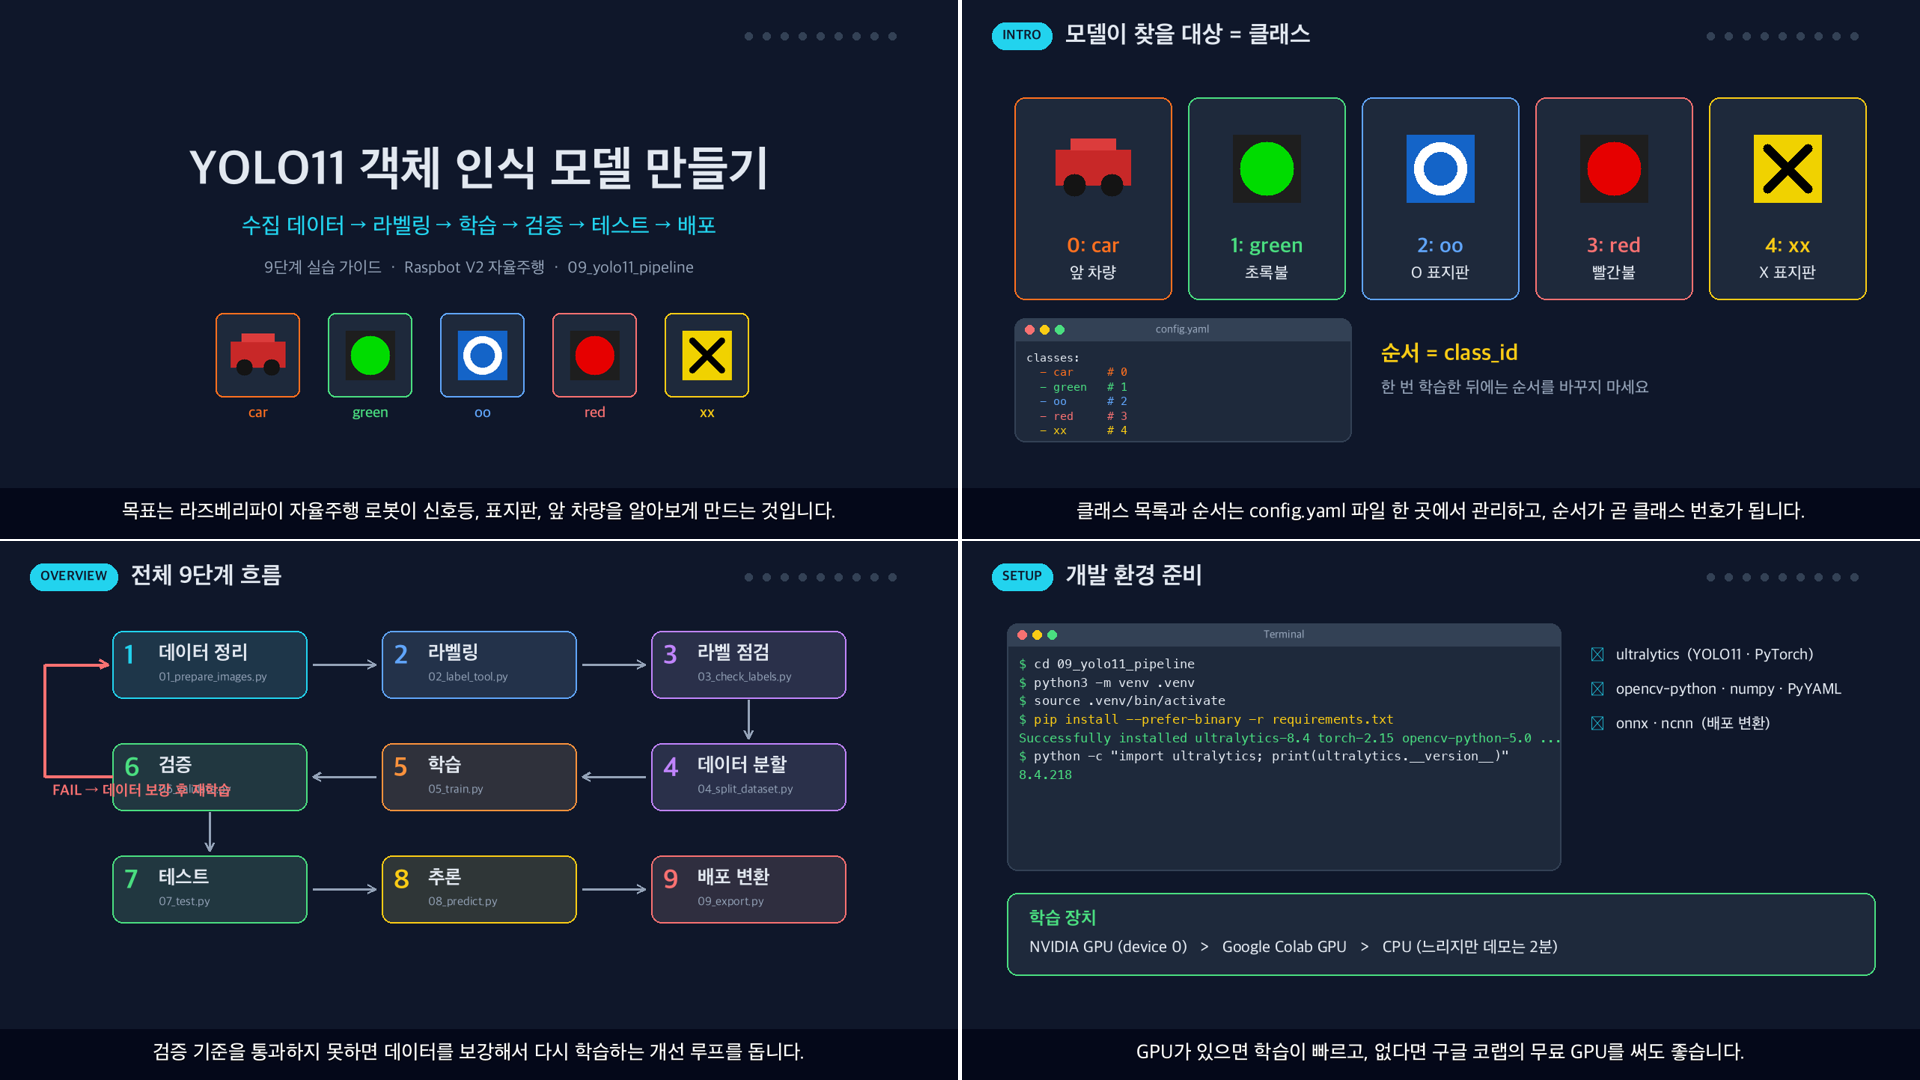 YOLO11 객체 인식 모델 만들기
수집 데이터 → 라벨링 → 학습 → 검증 → 테스트 → 배포
9단계 실습 가이드 · Raspbot V2 자율주행 · 09_yolo11_pipeline
car green oo red xx
목표는 라즈베리파이 자율주행 로봇이 신호등, 표지판, 앞 차량을 알아보게 만드는 것입니다.
INTRO 모델이 찾을 대상 = 클래스
0: car 1: green 2: oo 3: red 4: xx
앞 차량 초록불 O 표지판 빨간불 X 표지판
config.yaml
classes:
– car # 0
– green # 1
– oo # 2
– red # 3
– xx # 4
순서 = class_id
한 번 학습한 뒤에는 순서를 바꾸지 마세요
클래스 목록과 순서는 config.yaml 파일 한 곳에서 관리하고, 순서가 곧 클래스 번호가 됩니다.
OVERVIEW 전체 9단계 흐름
1 데이터 정리
01_prepare_images.py
2 라벨링
02_label_tool.py
3 라벨 점검
03_check_labels.py
6 검증
FAIL → 데이터 보강 후 재학습
5 학습
05_train.py
4 데이터 분할
04_split_dataset.py
7 테스트
07_test.py
8 추론
08_predict.py
9 배포 변환
09_export.py
검증 기준을 통과하지 못하면 데이터를 보강해서 다시 학습하는 개선 루프를 돕니다.
SETUP 개발 환경 준비
Terminal
$ cd 09_yolo11_pipeline
$ python3 -m venv .venv
$ source .venv/bin/activate
$ pip install --prefer-binary -r requirements.txt
Successfully installed ultralytics-8.4 torch-2.15 opencv-python-5.0 ...
$ python -c "import ultralytics; print(ultralytics.__version__)"
8.4.218
ultralytics (YOLO11 · PyTorch)
opencv-python · numpy · PyYAML
onnx · ncnn (배포 변환)
학습 장치
NVIDIA GPU (device 0) > Google Colab GPU > CPU (느리지만 데모는 2분)
GPU가 있으면 학습이 빠르고, 없다면 구글 코랩의 무료 GPU를 써도 좋습니다.